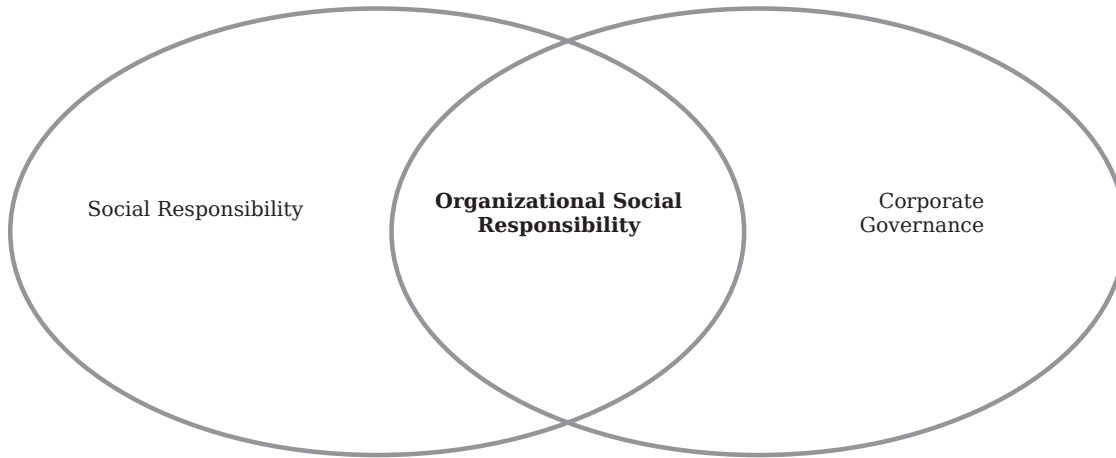 Social Responsibility
Organizational Social
Responsibility
Corporate
Governance